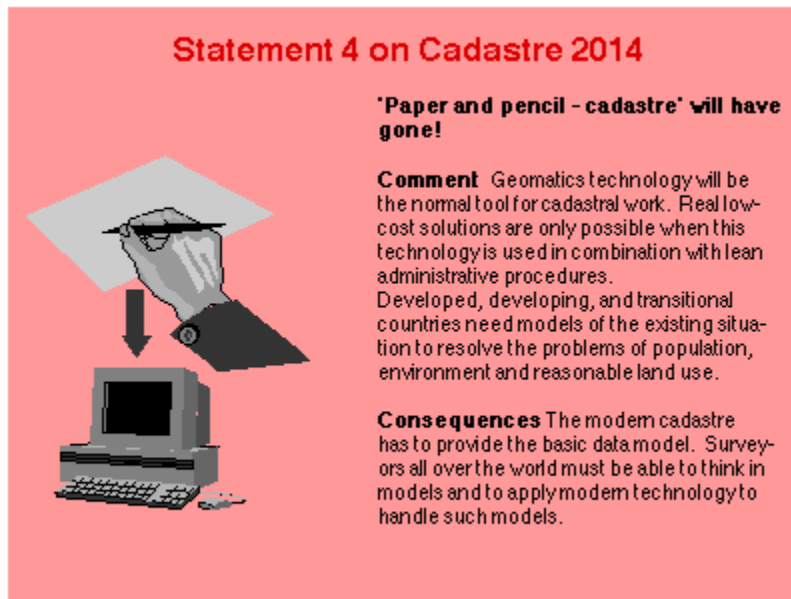 Statement 4 on Cadastre 2014
'Paper and pencil - cadastre' will have
gone!
Comment Geomatics technology will be
the normal tool for cadastral work. Real low-
cost solutions are only possible when this
technology is used in combination with lean
administrative procedures.
Developed, developing, and transitional
countries need models of the existing situa-
tion to resolve the problems of population,
environment and reasonable land use.
Consequences The modern cadastre
has to provide the basic data model. Survey-
ors all over the world must be able to think in
models and to apply modern technology to
handle such models.